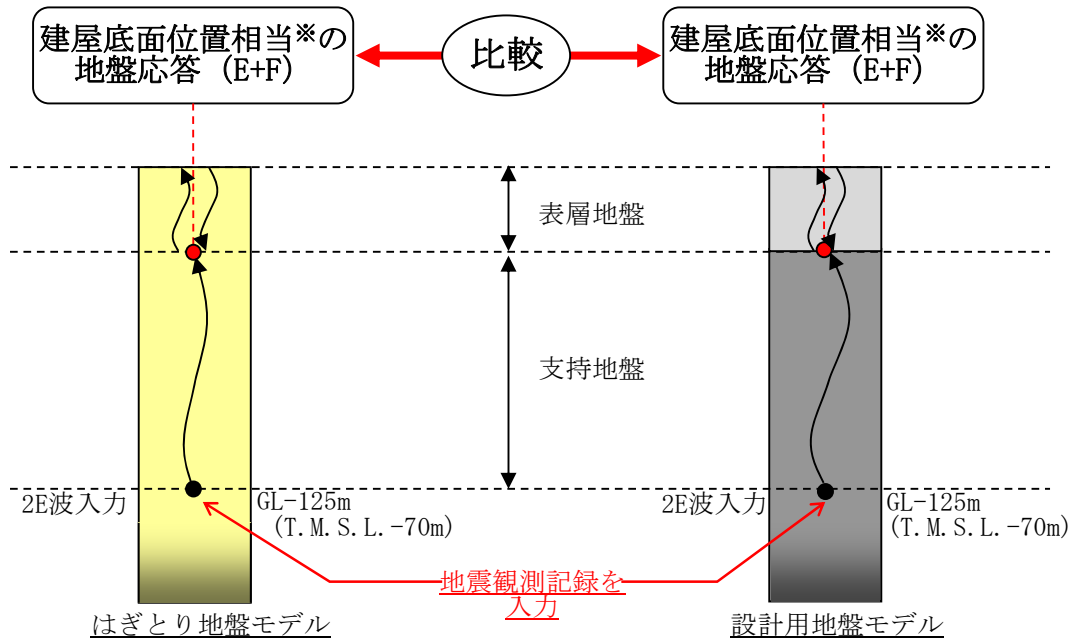 建屋底面位置相当※の
地盤応答（E+F）
比較
建屋底面位置相当※の
地盤応答（E+F）
表層地盤
支持地盤
2E波入力
GL-125m
（T.M.S.L.-70m）
2E波入力
GL-125m
（T.M.S.L.-70m）
地震観測記録を
入力
はぎとり地盤モデル
設計用地盤モデル